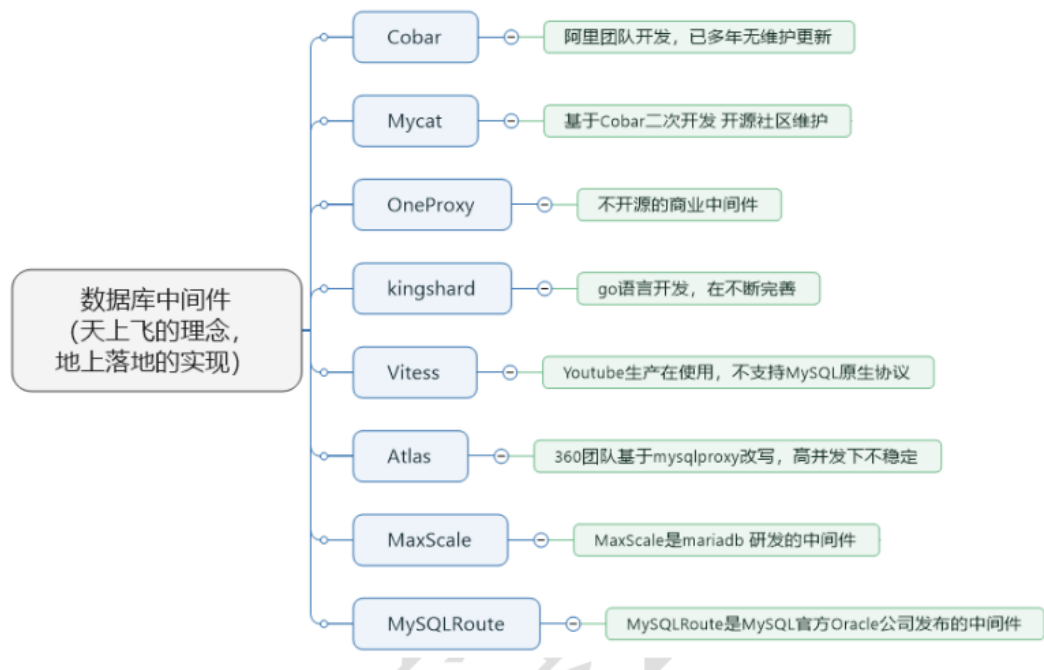 数据库中间件
(天上飞的理念,
地上落地的实现)
Cobar
阿里团队开发，已多年无维护更新
Mycat
基于Cobar二次开发 开源社区维护
OneProxy
不开源的商业中间件
kingshard
go语言开发，在不断完善
Vitess
Youtube生产在使用，不支持MySQL原生协议
Atlas
360团队基于mysqlproxy改写，高并发下不稳定
MaxScale
MaxScale是mariadb 研发的中间件
MySQLRoute
MySQLRoute是MySQL官方Oracle公司发布的中间件